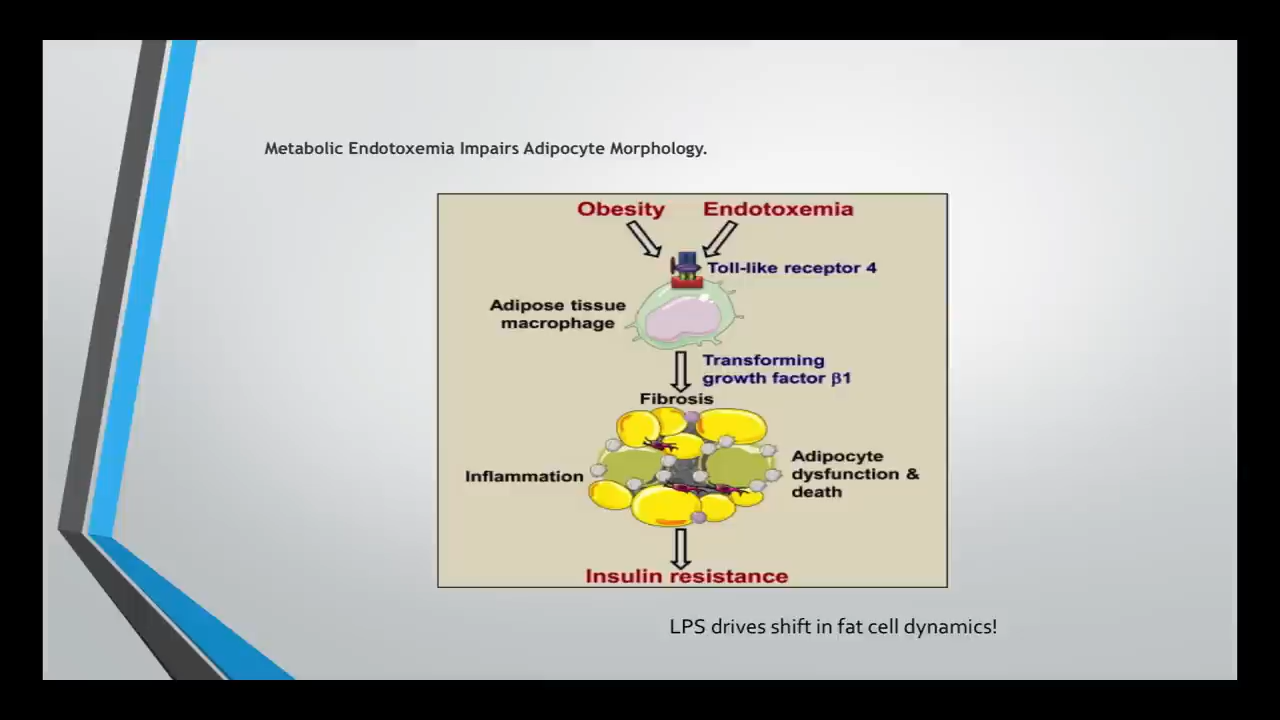 Metabolic Endotoxemia Impairs Adipocyte Morphology.
Obesity Endotoxemia
Toll-like receptor 4
Adipose tissue
macrophage
Transforming
growth factor β1
Fibrosis
Inflammation
Adipocyte
dysfunction &
death
Insulin resistance
LPS drives shift in fat cell dynamics!